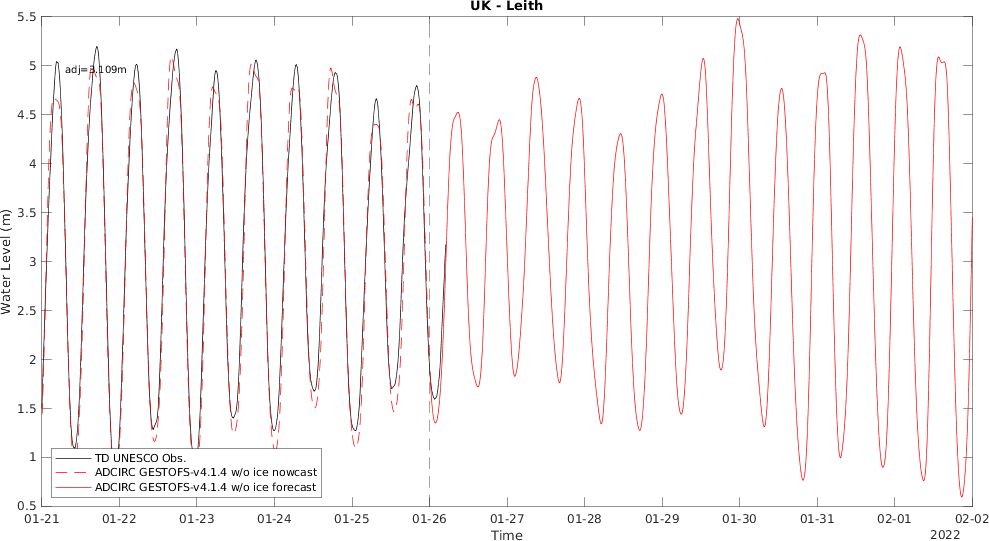 UK - Leith
5.5
5
4.5
4
3.5
3
2.5
2
1.5
1
0.5
Water Level (m)
adj=3.109m
TD UNESCO Obs.
ADCIRC GESTOFS-v4.1.4 w/o ice nowcast
ADCIRC GESTOFS-v4.1.4 w/o ice forecast
01-21 01-22 01-23 01-24 01-25 01-26 01-27 01-28 01-29 01-30 01-31 02-01 02-02
Time
2022